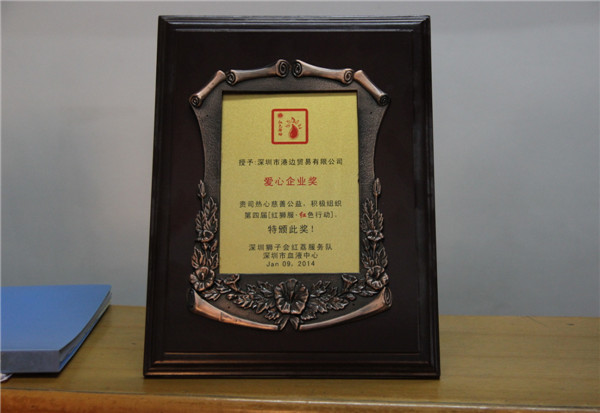 授予:深圳市港边贸易有限公司
爱心企业奖
贵司热心慈善公益、积极组织
第四届[红狮服·红色行动]。
特颁此奖!
深圳狮子会红荔服务队
深圳市血液中心
Jan 09, 2014